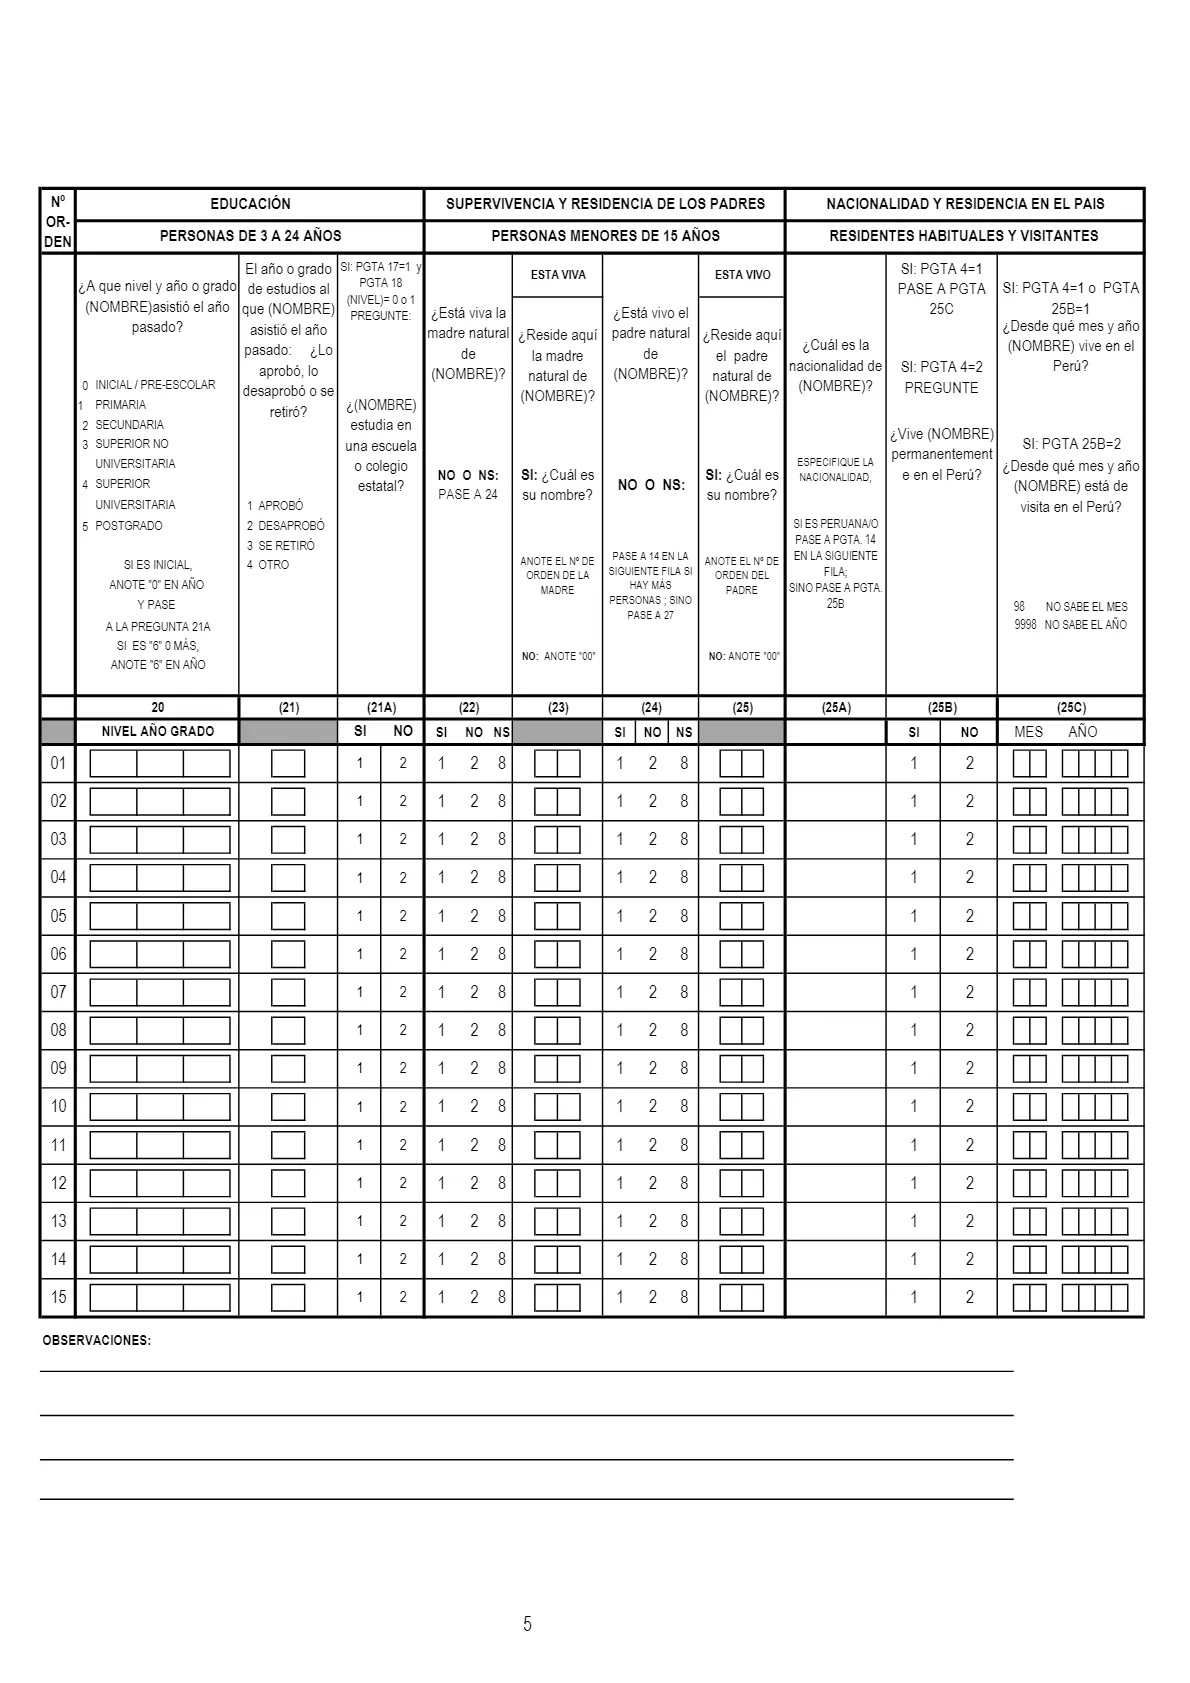 Nº
OR-
DEN
EDUCACIÓN
SUPERVIVENCIA Y RESIDENCIA DE LOS PADRES
NACIONALIDAD Y RESIDENCIA EN EL PAIS
PERSONAS DE 3 A 24 AÑOS
PERSONAS MENORES DE 15 AÑOS
RESIDENTES HABITUALES Y VISITANTES
¿A que nivel y año o grado
(NOMBRE)asistió el año
pasado?
0 INICIAL / PRE-ESCOLAR
1 PRIMARIA
2 SECUNDARIA
3 SUPERIOR NO
UNIVERSITARIA
4 SUPERIOR
UNIVERSITARIA
5 POSTGRADO
SI ES INICIAL,
ANOTE "0" EN AÑO
Y PASE
A LA PREGUNTA 21A
SI ES "6" 0 MÁS,
ANOTE "6" EN AÑO
El año o grado
de estudios al
que (NOMBRE)
asistió el año
pasado: ¿Lo
aprobó, lo
desaprobó o se
retiró?
1 APROBÓ
2 DESAPROBÓ
3 SE RETIRÓ
4 OTRO
SI: PGTA 17=1 y
PGTA 18
(NIVEL)= 0 o 1
PREGUNTE:
¿(NOMBRE)
estudia en
una escuela
o colegio
estatal?
¿Está viva la
madre natural
de
(NOMBRE)?
NO O NS:
PASE A 24
ESTA VIVA
¿Reside aquí
la madre
natural de
(NOMBRE)?
SI: ¿Cuál es
su nombre?
ANOTE EL Nº DE
ORDEN DE LA
MADRE
NO: ANOTE "00"
¿Está vivo el
padre natural
de
(NOMBRE)?
NO O NS:
PASE A 14 EN LA
SIGUIENTE FILA SI
HAY MÁS
PERSONAS ; SINO
PASE A 27
ESTA VIVO
¿Reside aquí
el padre
natural de
(NOMBRE)?
SI: ¿Cuál es
su nombre?
ANOTE EL Nº DE
ORDEN DEL
PADRE
NO: ANOTE "00"
¿Cuál es la
nacionalidad de
(NOMBRE)?
ESPECIFIQUE LA
NACIONALIDAD,
SI ES PERUANA/O
PASE A PGTA. 14
EN LA SIGUIENTE
FILA;
SINO PASE A PGTA.
25B
SI: PGTA 4=1
PASE A PGTA
25C
SI: PGTA 4=2
PREGUNTE
¿Vive (NOMBRE)
permanentement
e en el Perú?
SI: PGTA 4=1 o PGTA
25B=1
¿Desde qué mes y año
(NOMBRE) vive en el
Perú?
SI: PGTA 25B=2
¿Desde qué mes y año
(NOMBRE) está de
visita en el Perú?
98 NO SABE EL MES
9998 NO SABE EL AÑO
20 (21) (21A) (22) (23) (24) (25) (25A) (25B) (25C)
NIVEL AÑO GRADO SI NO SI NO NS SI NO NS SI NO MES AÑO
01 1 2 1 2 8 1 2 8 1 2
02 1 2 1 2 8 1 2 8 1 2
03 1 2 1 2 8 1 2 8 1 2
04 1 2 1 2 8 1 2 8 1 2
05 1 2 1 2 8 1 2 8 1 2
06 1 2 1 2 8 1 2 8 1 2
07 1 2 1 2 8 1 2 8 1 2
08 1 2 1 2 8 1 2 8 1 2
09 1 2 1 2 8 1 2 8 1 2
10 1 2 1 2 8 1 2 8 1 2
11 1 2 1 2 8 1 2 8 1 2
12 1 2 1 2 8 1 2 8 1 2
13 1 2 1 2 8 1 2 8 1 2
14 1 2 1 2 8 1 2 8 1 2
15 1 2 1 2 8 1 2 8 1 2
OBSERVACIONES:
5